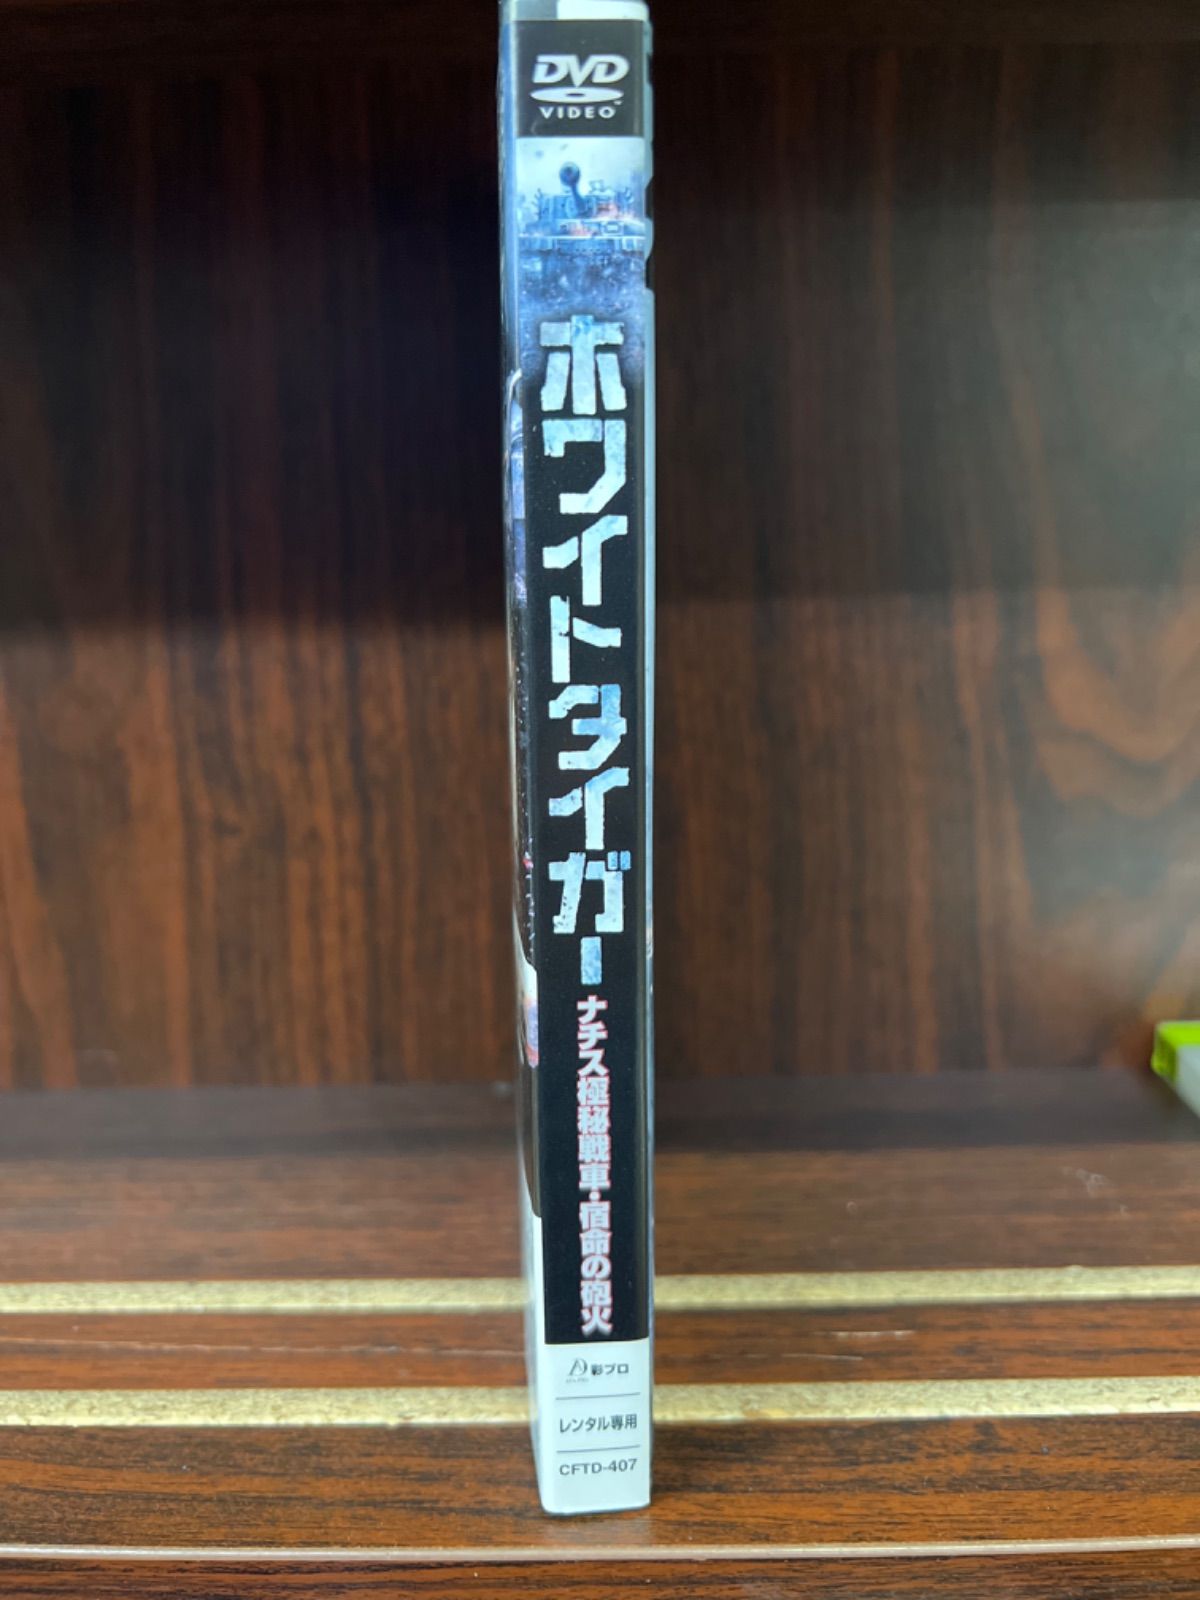 DVD
VIDEO™
ホワイトタイガー
ナチス極秘戦車・宿命の砲火
彩プロ
レンタル専用
CFTD-407